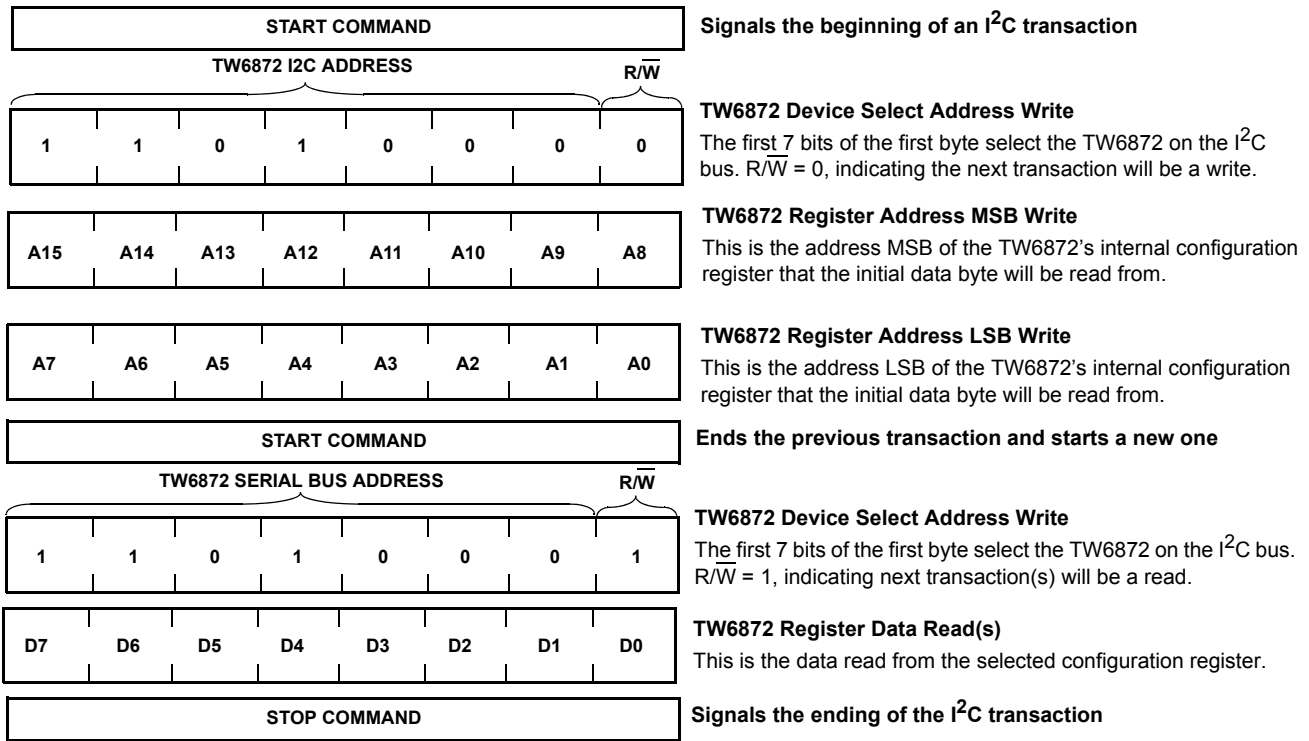 START COMMAND
Signals the beginning of an I2C transaction
TW6872 I2C ADDRESS
R/W̅
1 1 0 1 0 0 0 0
TW6872 Device Select Address Write
The first 7 bits of the first byte select the TW6872 on the I2C
bus. R/W̅ = 0, indicating the next transaction will be a write.
A15 A14 A13 A12 A11 A10 A9 A8
TW6872 Register Address MSB Write
This is the address MSB of the TW6872's internal configuration
register that the initial data byte will be read from.
A7 A6 A5 A4 A3 A2 A1 A0
TW6872 Register Address LSB Write
This is the address LSB of the TW6872's internal configuration
register that the initial data byte will be read from.
START COMMAND
Ends the previous transaction and starts a new one
TW6872 SERIAL BUS ADDRESS
R/W̅
1 1 0 1 0 0 0 1
TW6872 Device Select Address Write
The first 7 bits of the first byte select the TW6872 on the I2C bus.
R/W̅ = 1, indicating next transaction(s) will be a read.
D7 D6 D5 D4 D3 D2 D1 D0
TW6872 Register Data Read(s)
This is the data read from the selected configuration register.
STOP COMMAND
Signals the ending of the I2C transaction